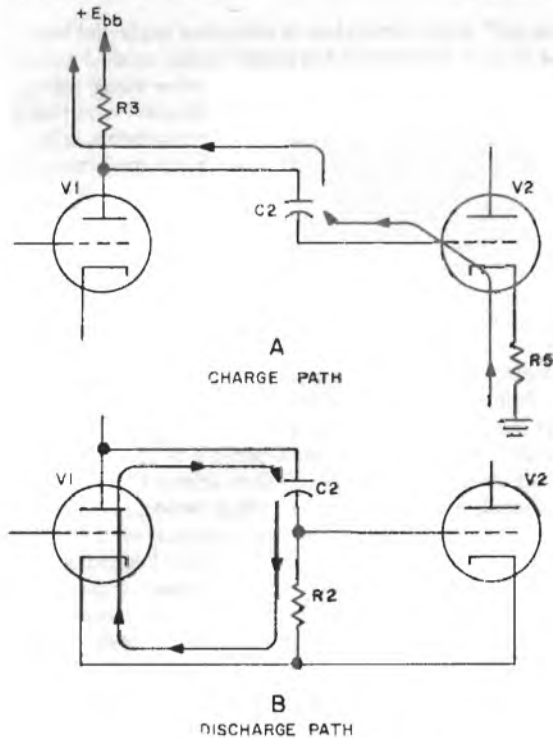 +Ebb
R3
V1
C2
V2
R5
A
CHARGE PATH
V1
C2
V2
R2
B
DISCHARGE PATH